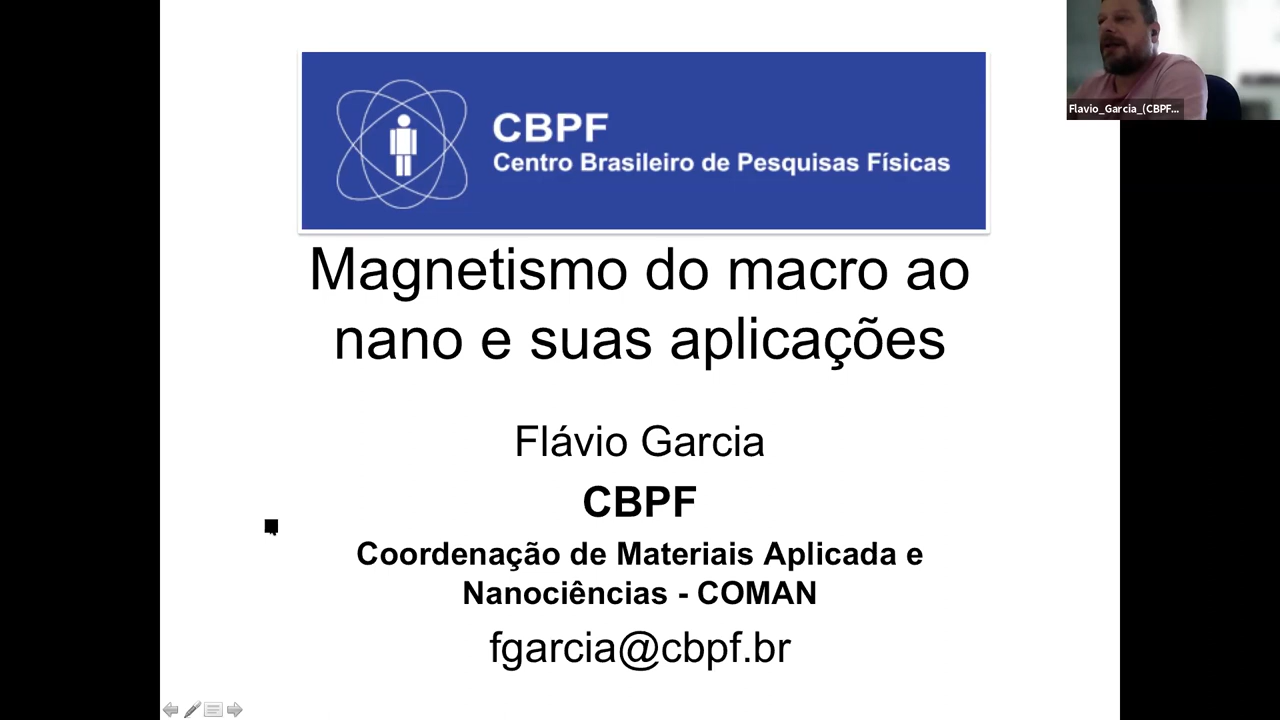 CBPF
Centro Brasileiro de Pesquisas Físicas
Flavio_Garcia_(CBPF...
Magnetismo do macro ao
nano e suas aplicações
Flávio Garcia
CBPF
Coordenação de Materiais Aplicada e
Nanociências - COMAN
fgarcia@cbpf.br